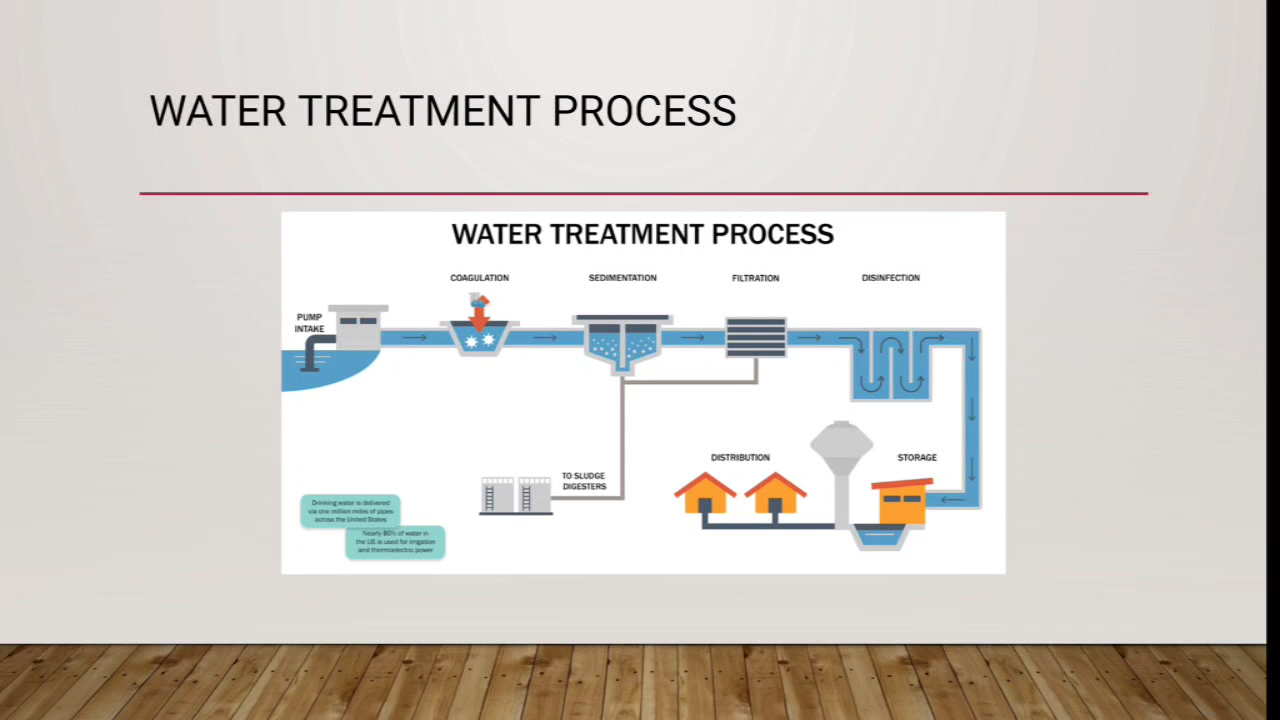 WATER TREATMENT PROCESS
WATER TREATMENT PROCESS
COAGULATION
SEDIMENTATION
FILTRATION
DISINFECTION
PUMP
INTAKE
DISTRIBUTION
STORAGE
TO SLUDGE
DIGESTERS
Drinking water is delivered
via one million miles of pipes
across the United States
Nearly 80% of water in
the US is used for irrigation
and thermoelectric power